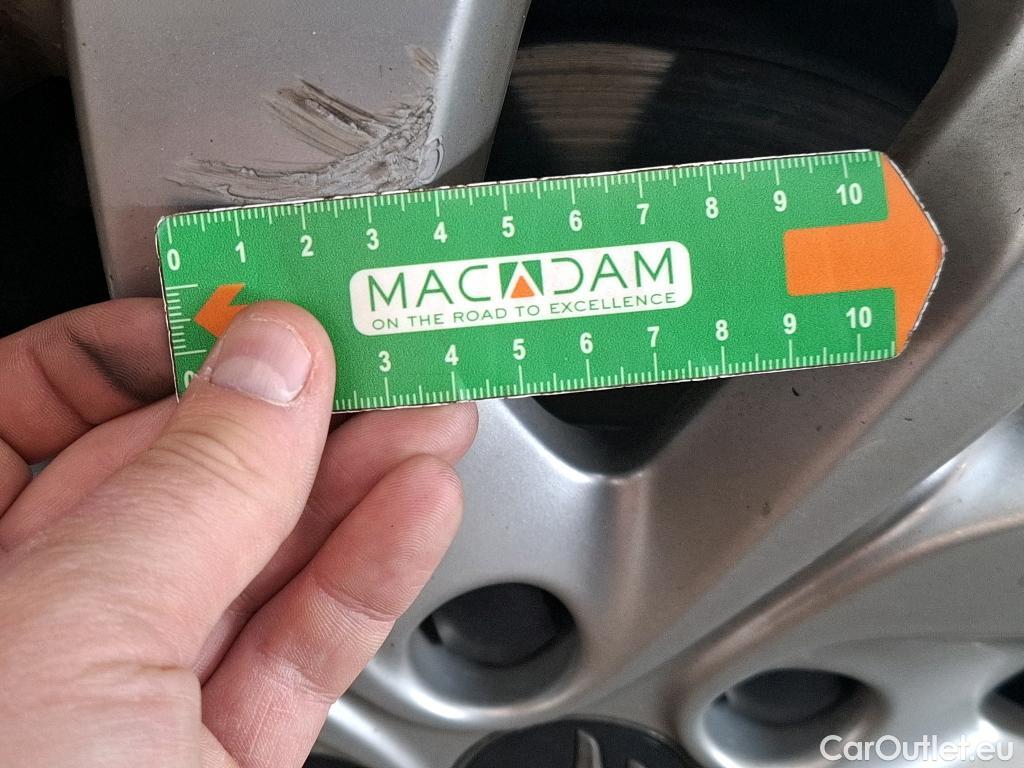 0 1 2 3 4 5 6 7 8 9 10
MACADAM
ON THE ROAD TO EXCELLENCE
0 3 4 5 6 7 8 9 10
CarOutlet.eu